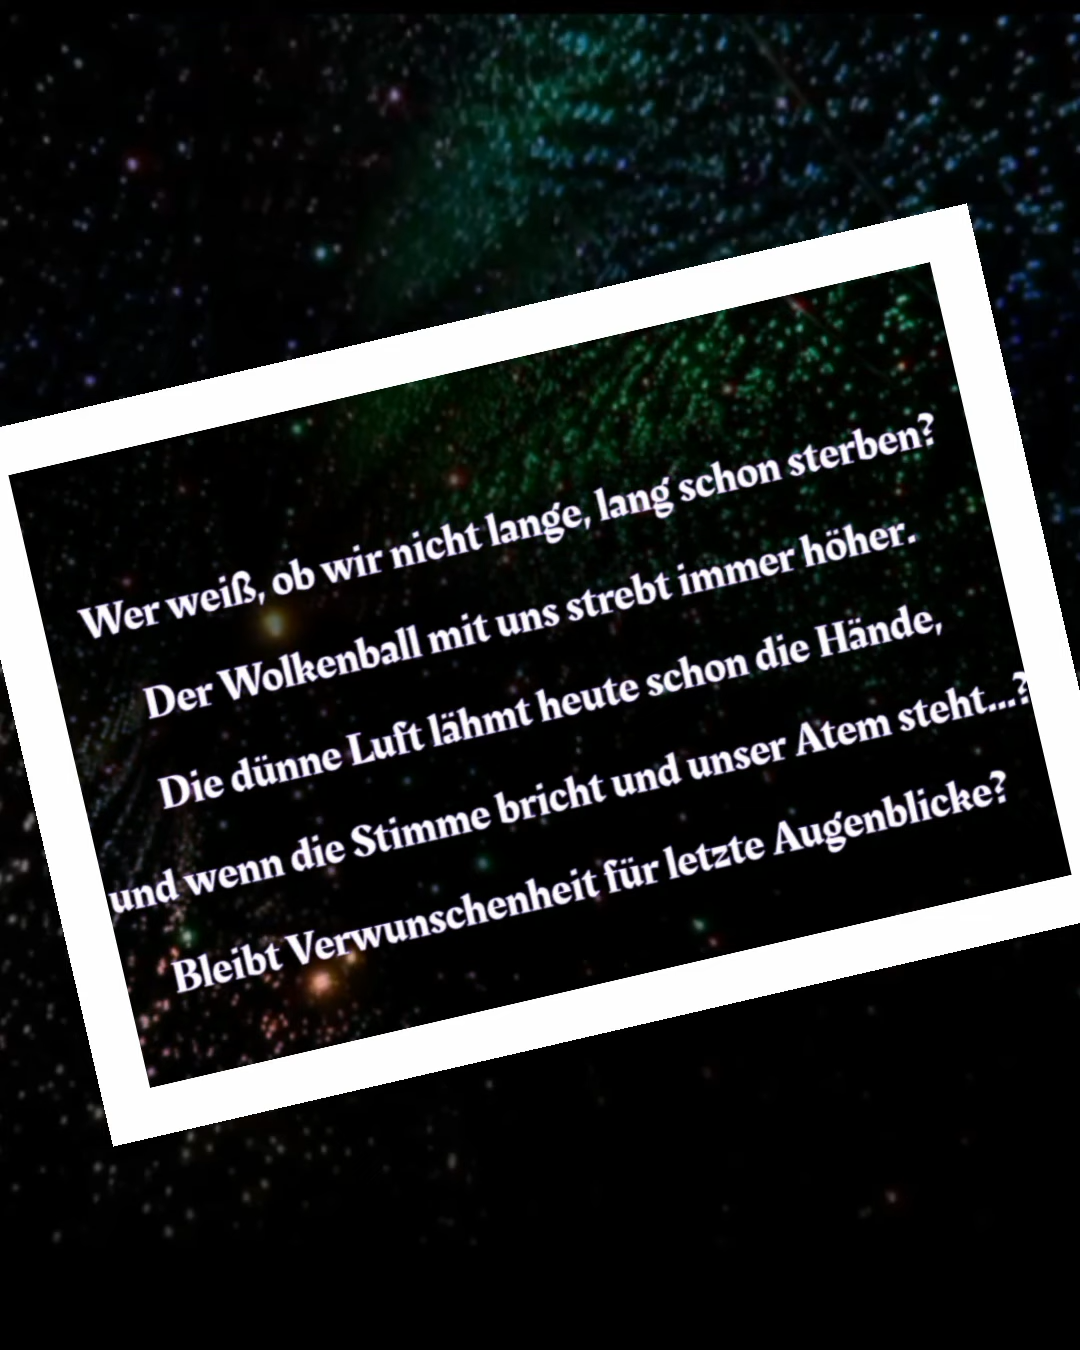 Wer weiß, ob wir nicht lange, lang schon sterben?
Der Wolkenball mit uns strebt immer höher.
Die dünne Luft lähmt heute schon die Hände,
und wenn die Stimme bricht und unser Atem steht...?
Bleibt Verwunschenheit für letzte Augenblicke?